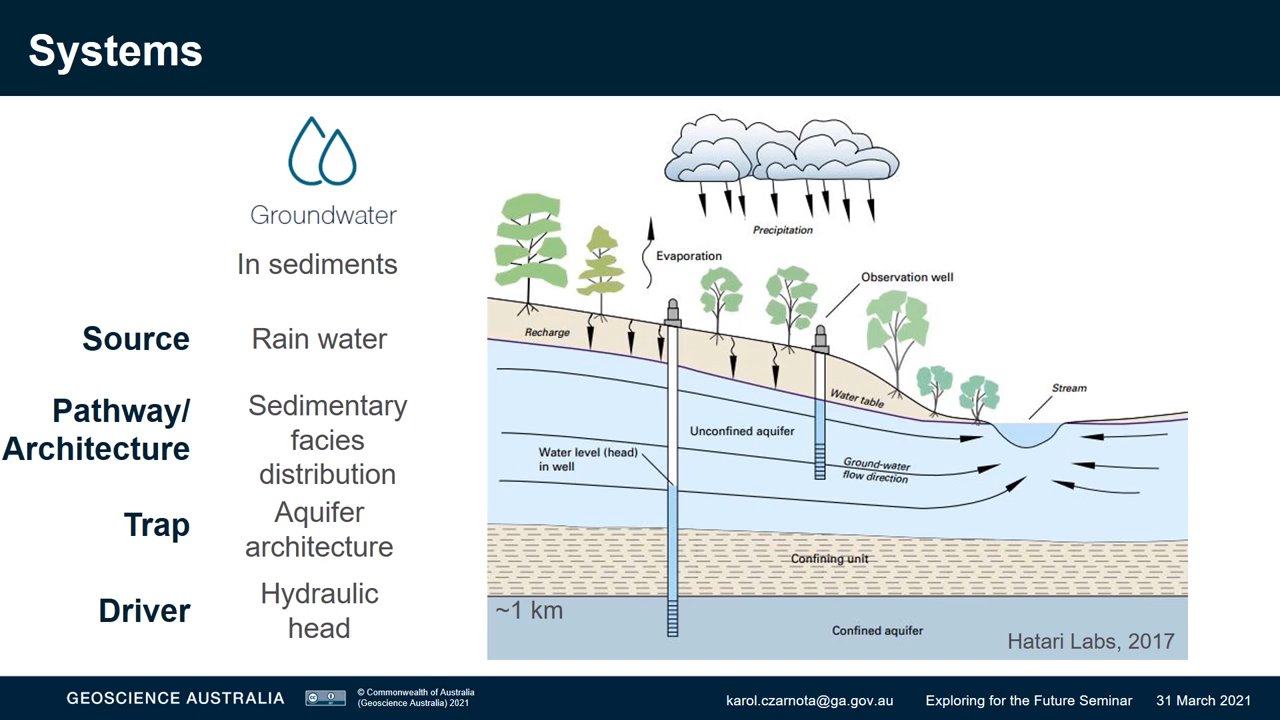 Systems
Groundwater
In sediments
Source
Rain water
Pathway/
Architecture
Sedimentary
facies
distribution
Trap
Aquifer
architecture
Driver
Hydraulic
head
Precipitation
Evaporation
Observation well
Recharge
Stream
Water table
Unconfined aquifer
Water level (head)
in well
Ground-water
flow direction
Confining unit
~1 km
Confined aquifer
Hatari Labs, 2017
GEOSCIENCE AUSTRALIA
© Commonwealth of Australia
(Geoscience Australia) 2021
karol.czarnota@ga.gov.au
Exploring for the Future Seminar
31 March 2021